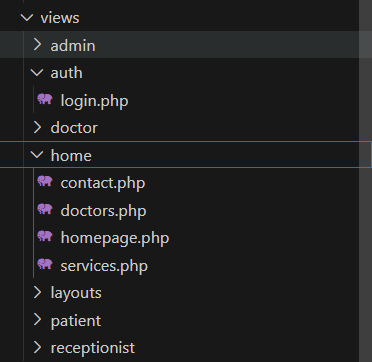 views
admin
auth
login.php
doctor
home
contact.php
doctors.php
homepage.php
services.php
layouts
patient
receptionist